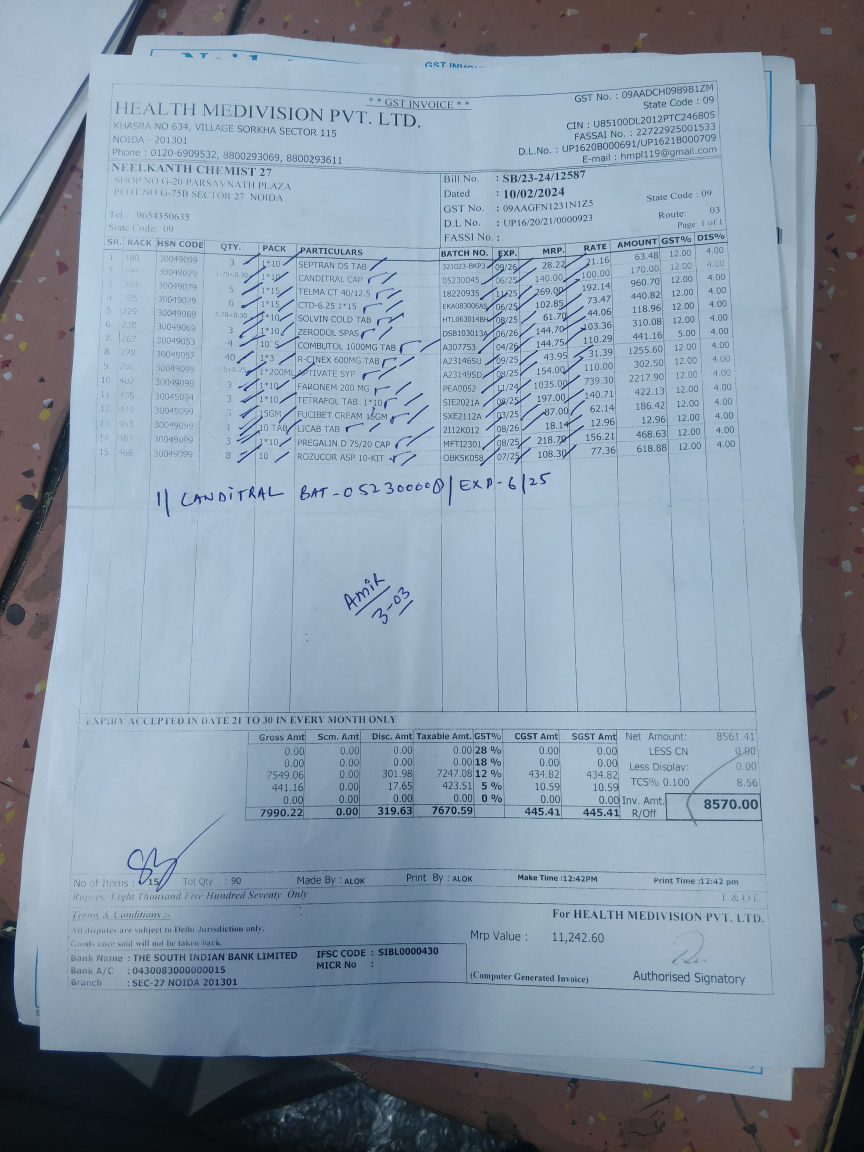 GST INVOICE
** GST INVOICE **
HEALTH MEDIVISION PVT. LTD.
KHASRA NO 634, VILLAGE SORKHA SECTOR 115
NOIDA - 201301
Phone : 0120-6909532, 8800293069, 8800293611
GST No. : 09AADCH0989B1ZM
State Code : 09
CIN : U85100DL2012PTC246805
FASSAI No. : 22722925001533
D.L.No. : UP1620B000691/UP1621B000709
E-mail : hmpl119@gmail.com
NEELKANTH CHEMIST 27
SHOP NO G-20 PARSAVNATH PLAZA
PLOT NO G-75B SECTOR 27 NOIDA
Tel : 9654350635
State Code: 09
Bill No. : SB/23-24/12587
Dated : 10/02/2024
GST No. : 09AAGFN1231N1Z5 State Code : 09
D.L No. : UP16/20/21/0000923 Route: 03
FASSI No. : Page 1 of 1
SR. RACK HSN CODE QTY. PACK PARTICULARS BATCH NO. EXP. MRP. RATE AMOUNT GST% DIS%
1. 180 30049099 3 1*10 SEPTRAN DS TAB 321023-BKP3 09/26 28.22 21.16 63.48 12.00 4.00
2. 30049029 CANDITRAL CAP 05230045 06/25 140.00 100.00 170.00 12.00 4.00
3. 30049079 5 1*15 TELMA CT 40/12.5 18220935 11/25 269.00 192.14 960.70 12.00 4.00
4. 225 30049079 6 1*15 CTD-6.25 1*15 EKA083006AS 06/25 102.85 73.47 440.82 12.00 4.00
5. 229 30049069 1*10 SOLVIN COLD TAB HTL063014BH 08/25 61.70 44.06 118.96 12.00 4.00
6. 230 30049069 3 1*10 ZERODOL SPAS DSB103013A 06/26 144.70 103.36 310.08 12.00 4.00
7. 267 30049053 4 10'S COMBUTOL 1000MG TAB A307753 04/26 144.75 110.29 441.16 5.00 4.00
8. 278 30049057 40 1*3 R-CINEX 600MG TAB A23146SU 09/25 43.95 31.39 1255.60 12.00 4.00
9. 30049099 1*200ML APTIVATE SYP A23149SD 08/25 154.00 110.00 302.50 12.00 4.00
10. 402 30049099 3 1*10 FARONEM 200 MG PEA0052 11/24 1035.00 739.30 2217.90 12.00 4.00
11. 435 30045034 3 1*10 TETRAFOL TAB 1*10 SIE2021A 08/25 197.00 140.71 422.13 12.00 4.00
12. 30049099 3 15GM FUCIBET CREAM 15GM SXE2112A 03/25 87.00 62.14 186.42 12.00 4.00
13. 463 30049099 1 10 TAB LICAB TAB 2112K012 08/26 18.14 12.96 12.96 12.00 4.00
14. 467 30049099 3 1*10 PREGALIN D 75/20 CAP MFTI2301 08/25 218.70 156.21 468.63 12.00 4.00
15. 468 30049099 8 10 ROZUCOR ASP 10-KIT OBK5K058 07/25 108.30 77.36 618.88 12.00 4.00
1| CANDITRAL BAT-052300008 / EXP-6/25
Amik
3-03
EXPIRY ACCEPTED IN DATE 21 TO 30 IN EVERY MONTH ONLY
Gross Amt Scm. Amt Disc. Amt Taxable Amt. GST% CGST Amt SGST Amt
0.00 0.00 0.00 0.00 28 % 0.00 0.00
0.00 0.00 0.00 0.00 18 % 0.00 0.00
7549.06 0.00 301.98 7247.08 12 % 434.82 434.82
441.16 0.00 17.65 423.51 5 % 10.59 10.59
0.00 0.00 0.00 0.00 0 % 0.00 0.00
7990.22 0.00 319.63 7670.59 445.41 445.41
Net Amount: 8561.41
LESS CN 0.00
Less Display: 0.00
TCS% 0.100 8.56
Inv. Amt. R/Off 8570.00
No of Items : 15 Tot Qty : 90 Made By : ALOK Print By : ALOK Make Time :12:42PM Print Time :12:42 pm
Rupees: Eight Thousand Five Hundred Seventy Only E & O E
Terms & Conditions :-
All disputes are subject to Delhi Jurisdiction only.
Goods once sold will not be taken back.
For HEALTH MEDIVISION PVT. LTD.
Mrp Value : 11,242.60
Bank Name : THE SOUTH INDIAN BANK LIMITED IFSC CODE : SIBL0000430
Bank A/C : 0430083000000015 MICR No :
Branch : SEC-27 NOIDA 201301
(Computer Generated Invoice) Authorised Signatory